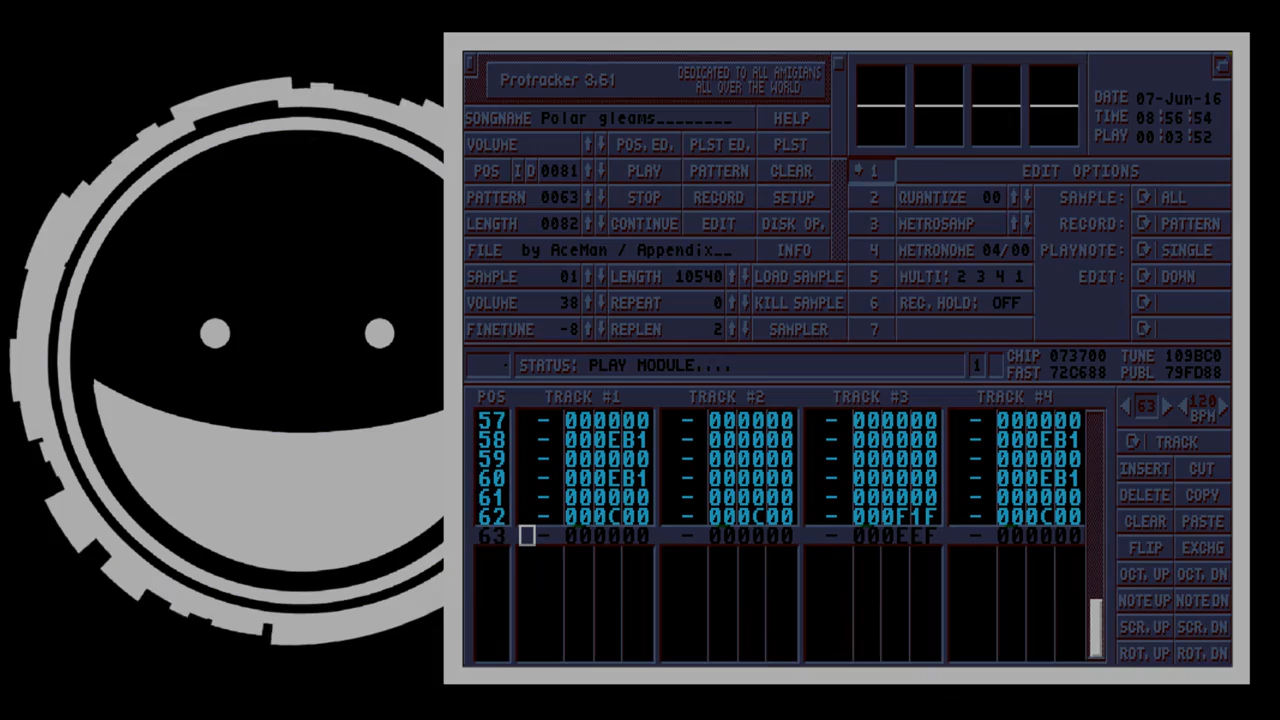 Protracker 3.61
DEDICATED TO ALL AMIGIANS
ALL OVER THE WORLD
DATE 07-Jun-16
TIME 08:56:54
PLAY 00:03:52
SONGNAME Polar gleams________ HELP
VOLUME POS. ED. PLST ED. PLST
POS I D 0081 PLAY PATTERN CLEAR 1 EDIT OPTIONS
PATTERN 0063 STOP RECORD SETUP 2 QUANTIZE 00 SAMPLE: ALL
LENGTH 0082 CONTINUE EDIT DISK OP. 3 METROSAMP RECORD: PATTERN
FILE by AceMan / Appendix__ INFO 4 METRONOME 04/00 PLAYNOTE: SINGLE
SAMPLE 01 LENGTH 10540 LOAD SAMPLE 5 MULTI: 2 3 4 1 EDIT: DOWN
VOLUME 38 REPEAT 0 KILL SAMPLE 6 REC. HOLD: OFF
FINETUNE -8 REPLEN 2 SAMPLER 7
- STATUS: PLAY MODULE.... 1 CHIP 073700 TUNE 109BC0
FAST 72C688 PUBL 79FD88
POS TRACK #1 TRACK #2 TRACK #3 TRACK #4 63 120 BPM
57 - 000000 - 000000 - 000000 - 000000
58 - 000EB1 - 000000 - 000000 - 000EB1
59 - 000000 - 000000 - 000000 - 000000
60 - 000EB1 - 000000 - 000000 - 000EB1
61 - 000000 - 000000 - 000000 - 000000
62 - 000C00 - 000C00 - 000F1F - 000C00
63 - 000000 - 000000 - 000EEF - 000000
TRACK
INSERT CUT
DELETE COPY
CLEAR PASTE
FLIP EXCHG
OCT. UP OCT. DN
NOTE UP NOTE DN
SCR. UP SCR. DN
ROT. UP ROT. DN